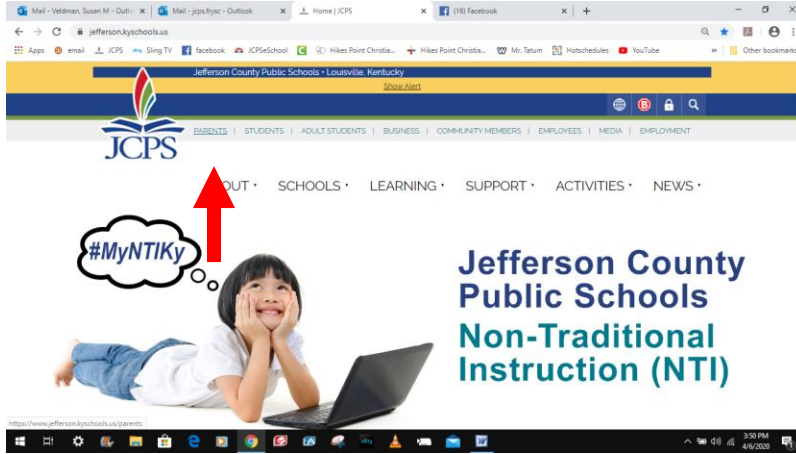 Mail - Veldman, Susan M - Outlo
Mail - jcps.frysc - Outlook
Home | JCPS
(16) Facebook
jefferson.kyschools.us
Apps
email
JCPS
Sling TV
facebook
JCPSeSchool
Hikes Point Christia...
Hikes Point Christia...
Mr. Tatum
Hotschedules
YouTube
Other bookmarks
Jefferson County Public Schools • Louisville, Kentucky
Show Alert
JCPS
PARENTS | STUDENTS | ADULT STUDENTS | BUSINESS | COMMUNITY MEMBERS | EMPLOYEES | MEDIA | EMPLOYMENT
OUT SCHOOLS LEARNING SUPPORT ACTIVITIES NEWS
#MyNTIKy
Jefferson County
Public Schools
Non-Traditional
Instruction (NTI)
https://www.jefferson.kyschools.us/parents
3:50 PM
4/6/2020